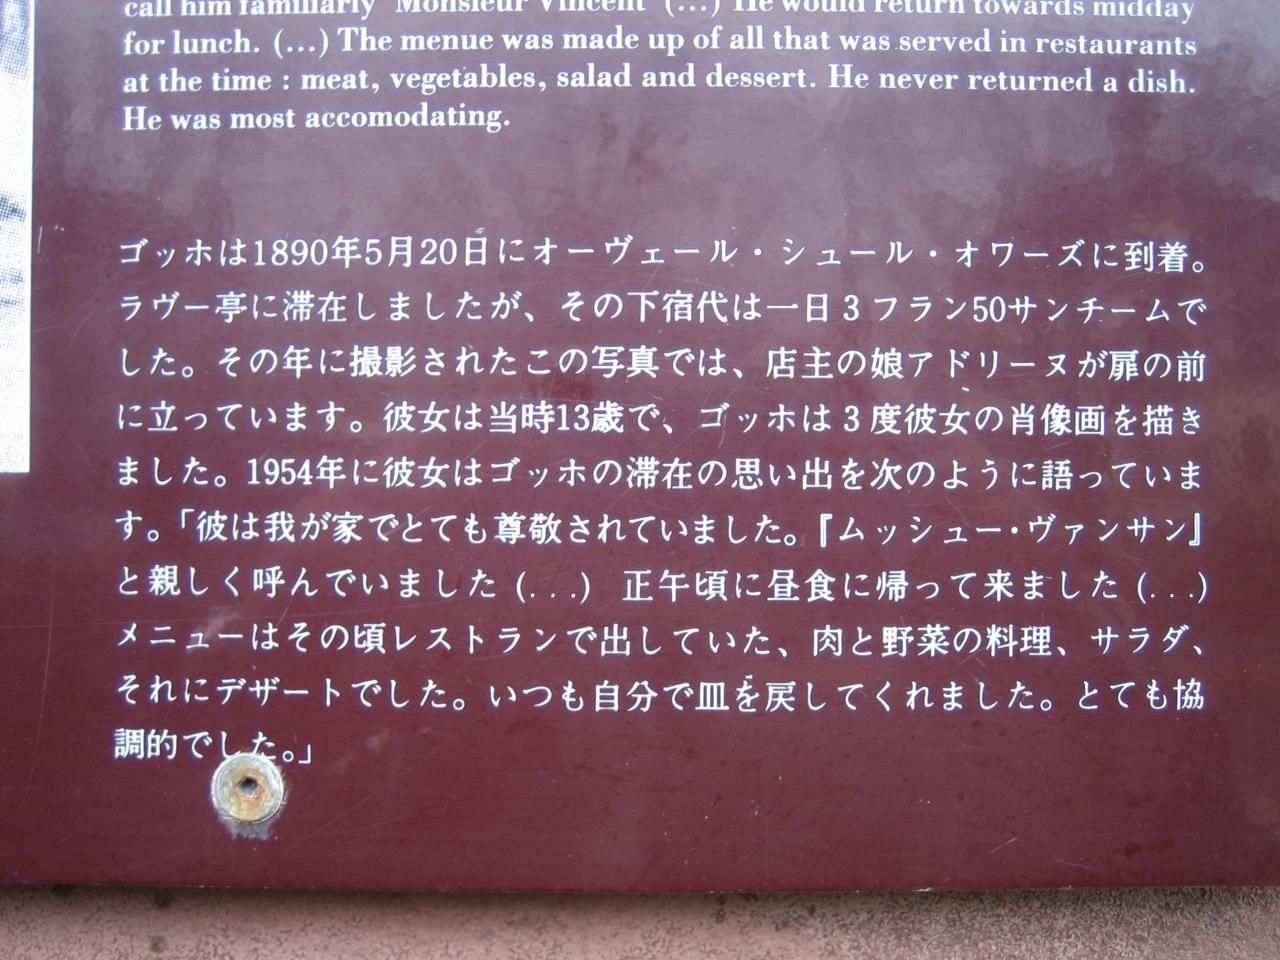 call him familiarly "Monsieur Vincent" (...) He would return towards midday
for lunch. (...) The menue was made up of all that was served in restaurants
at the time : meat, vegetables, salad and dessert. He never returned a dish.
He was most accomodating.
ゴッホは1890年5月20日にオーヴェール・シュール・オワーズに到着。
ラヴー亭に滞在しましたが、その下宿代は一日3フラン50サンチームで
した。その年に撮影されたこの写真では、店主の娘アドリーヌが扉の前
に立っています。彼女は当時13歳で、ゴッホは3度彼女の肖像画を描き
ました。1954年に彼女はゴッホの滞在の思い出を次のように語っていま
す。「彼は我が家でとても尊敬されていました。『ムッシュー・ヴァンサン』
と親しく呼んでいました (...) 正午頃に昼食に帰って来ました (...)
メニューはその頃レストランで出していた、肉と野菜の料理、サラダ、
それにデザートでした。いつも自分で皿を戻してくれました。とても協
調的でした。」